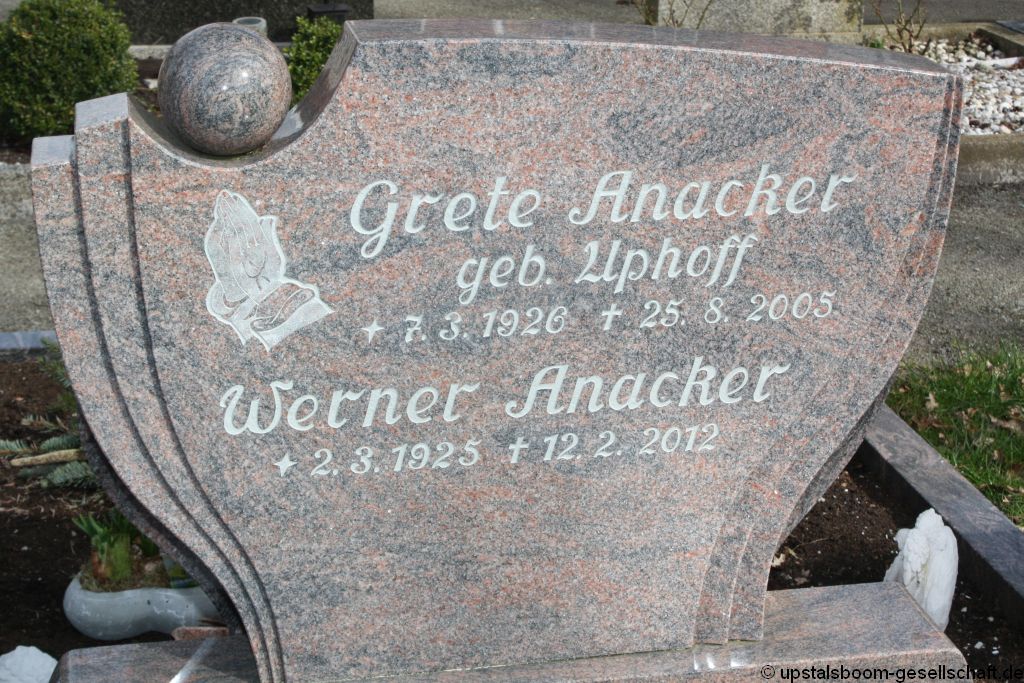 Grete Anacker
geb. Uphoff
* 7. 3. 1926 † 25. 8. 2005
Werner Anacker
* 2. 3. 1925 † 12. 2. 2012
© upstalsboom-gesellschaft.de